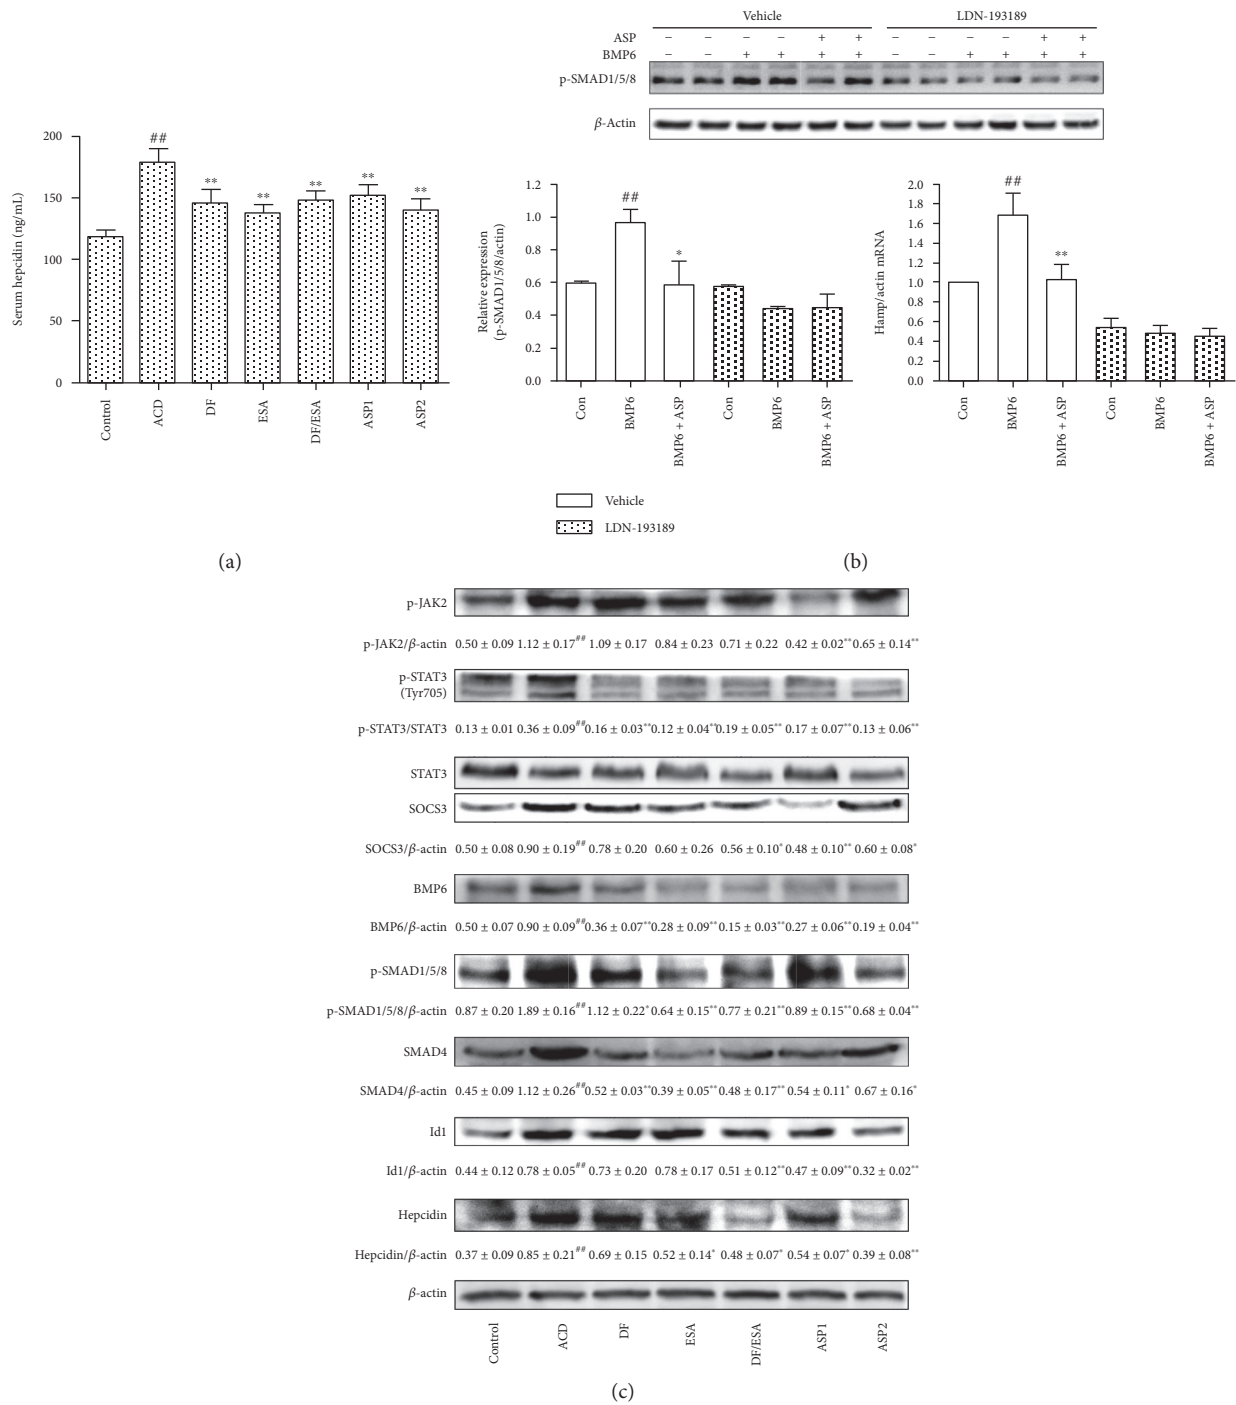 Vehicle LDN-193189
ASP − − − − + + − − − − + +
BMP6 − − + + + + − − + + + +
p-SMAD1/5/8
β-Actin
Serum hepcidin (ng/mL)
200
150
100
50
0
## ** ** ** ** **
Control ACD DF ESA DF/ESA ASP1 ASP2
(a)
Relative expression
(p-SMAD1/5/8/actin)
1.2
1.0
0.8
0.6
0.4
0.2
0.0
## *
Con BMP6 BMP6 + ASP Con BMP6 BMP6 + ASP
Hamp/actin mRNA
2.0
1.8
1.6
1.4
1.2
1.0
0.8
0.6
0.4
0.2
0.0
## **
Con BMP6 BMP6 + ASP Con BMP6 BMP6 + ASP
Vehicle
LDN-193189
(b)
p-JAK2
p-JAK2/β-actin 0.50 ± 0.09 1.12 ± 0.17## 1.09 ± 0.17 0.84 ± 0.23 0.71 ± 0.22 0.42 ± 0.02** 0.65 ± 0.14**
p-STAT3
(Tyr705)
p-STAT3/STAT3 0.13 ± 0.01 0.36 ± 0.09## 0.16 ± 0.03** 0.12 ± 0.04** 0.19 ± 0.05** 0.17 ± 0.07** 0.13 ± 0.06**
STAT3
SOCS3
SOCS3/β-actin 0.50 ± 0.08 0.90 ± 0.19## 0.78 ± 0.20 0.60 ± 0.26 0.56 ± 0.10* 0.48 ± 0.10** 0.60 ± 0.08*
BMP6
BMP6/β-actin 0.50 ± 0.07 0.90 ± 0.09## 0.36 ± 0.07** 0.28 ± 0.09** 0.15 ± 0.03** 0.27 ± 0.06** 0.19 ± 0.04**
p-SMAD1/5/8
p-SMAD1/5/8/β-actin 0.87 ± 0.20 1.89 ± 0.16## 1.12 ± 0.22* 0.64 ± 0.15** 0.77 ± 0.21** 0.89 ± 0.15** 0.68 ± 0.04**
SMAD4
SMAD4/β-actin 0.45 ± 0.09 1.12 ± 0.26## 0.52 ± 0.03** 0.39 ± 0.05** 0.48 ± 0.17** 0.54 ± 0.11* 0.67 ± 0.16*
Id1
Id1/β-actin 0.44 ± 0.12 0.78 ± 0.05## 0.73 ± 0.20 0.78 ± 0.17 0.51 ± 0.12** 0.47 ± 0.09** 0.32 ± 0.02**
Hepcidin
Hepcidin/β-actin 0.37 ± 0.09 0.85 ± 0.21## 0.69 ± 0.15 0.52 ± 0.14* 0.48 ± 0.07* 0.54 ± 0.07* 0.39 ± 0.08**
β-actin
Control ACD DF ESA DF/ESA ASP1 ASP2
(c)